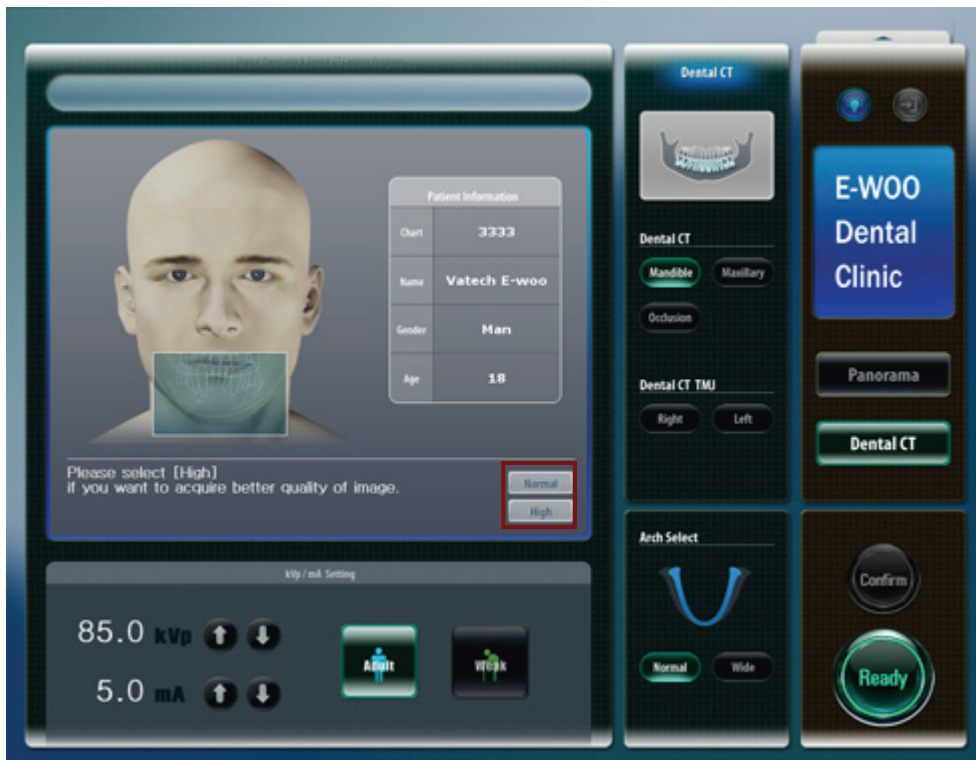 Patient Information
Chart 3333
Name Vatech E-woo
Gender Man
Age 18
Please select [High]
if you want to acquire better quality of image.
Normal
High
kVp / mA Setting
85.0 kVp
5.0 mA
Adult
Weak
Dental CT
Dental CT
Mandible Maxillary
Occlusion
Dental CT TMJ
Right Left
Arch Select
Normal Wide
E-WOO
Dental
Clinic
Panorama
Dental CT
Confirm
Ready